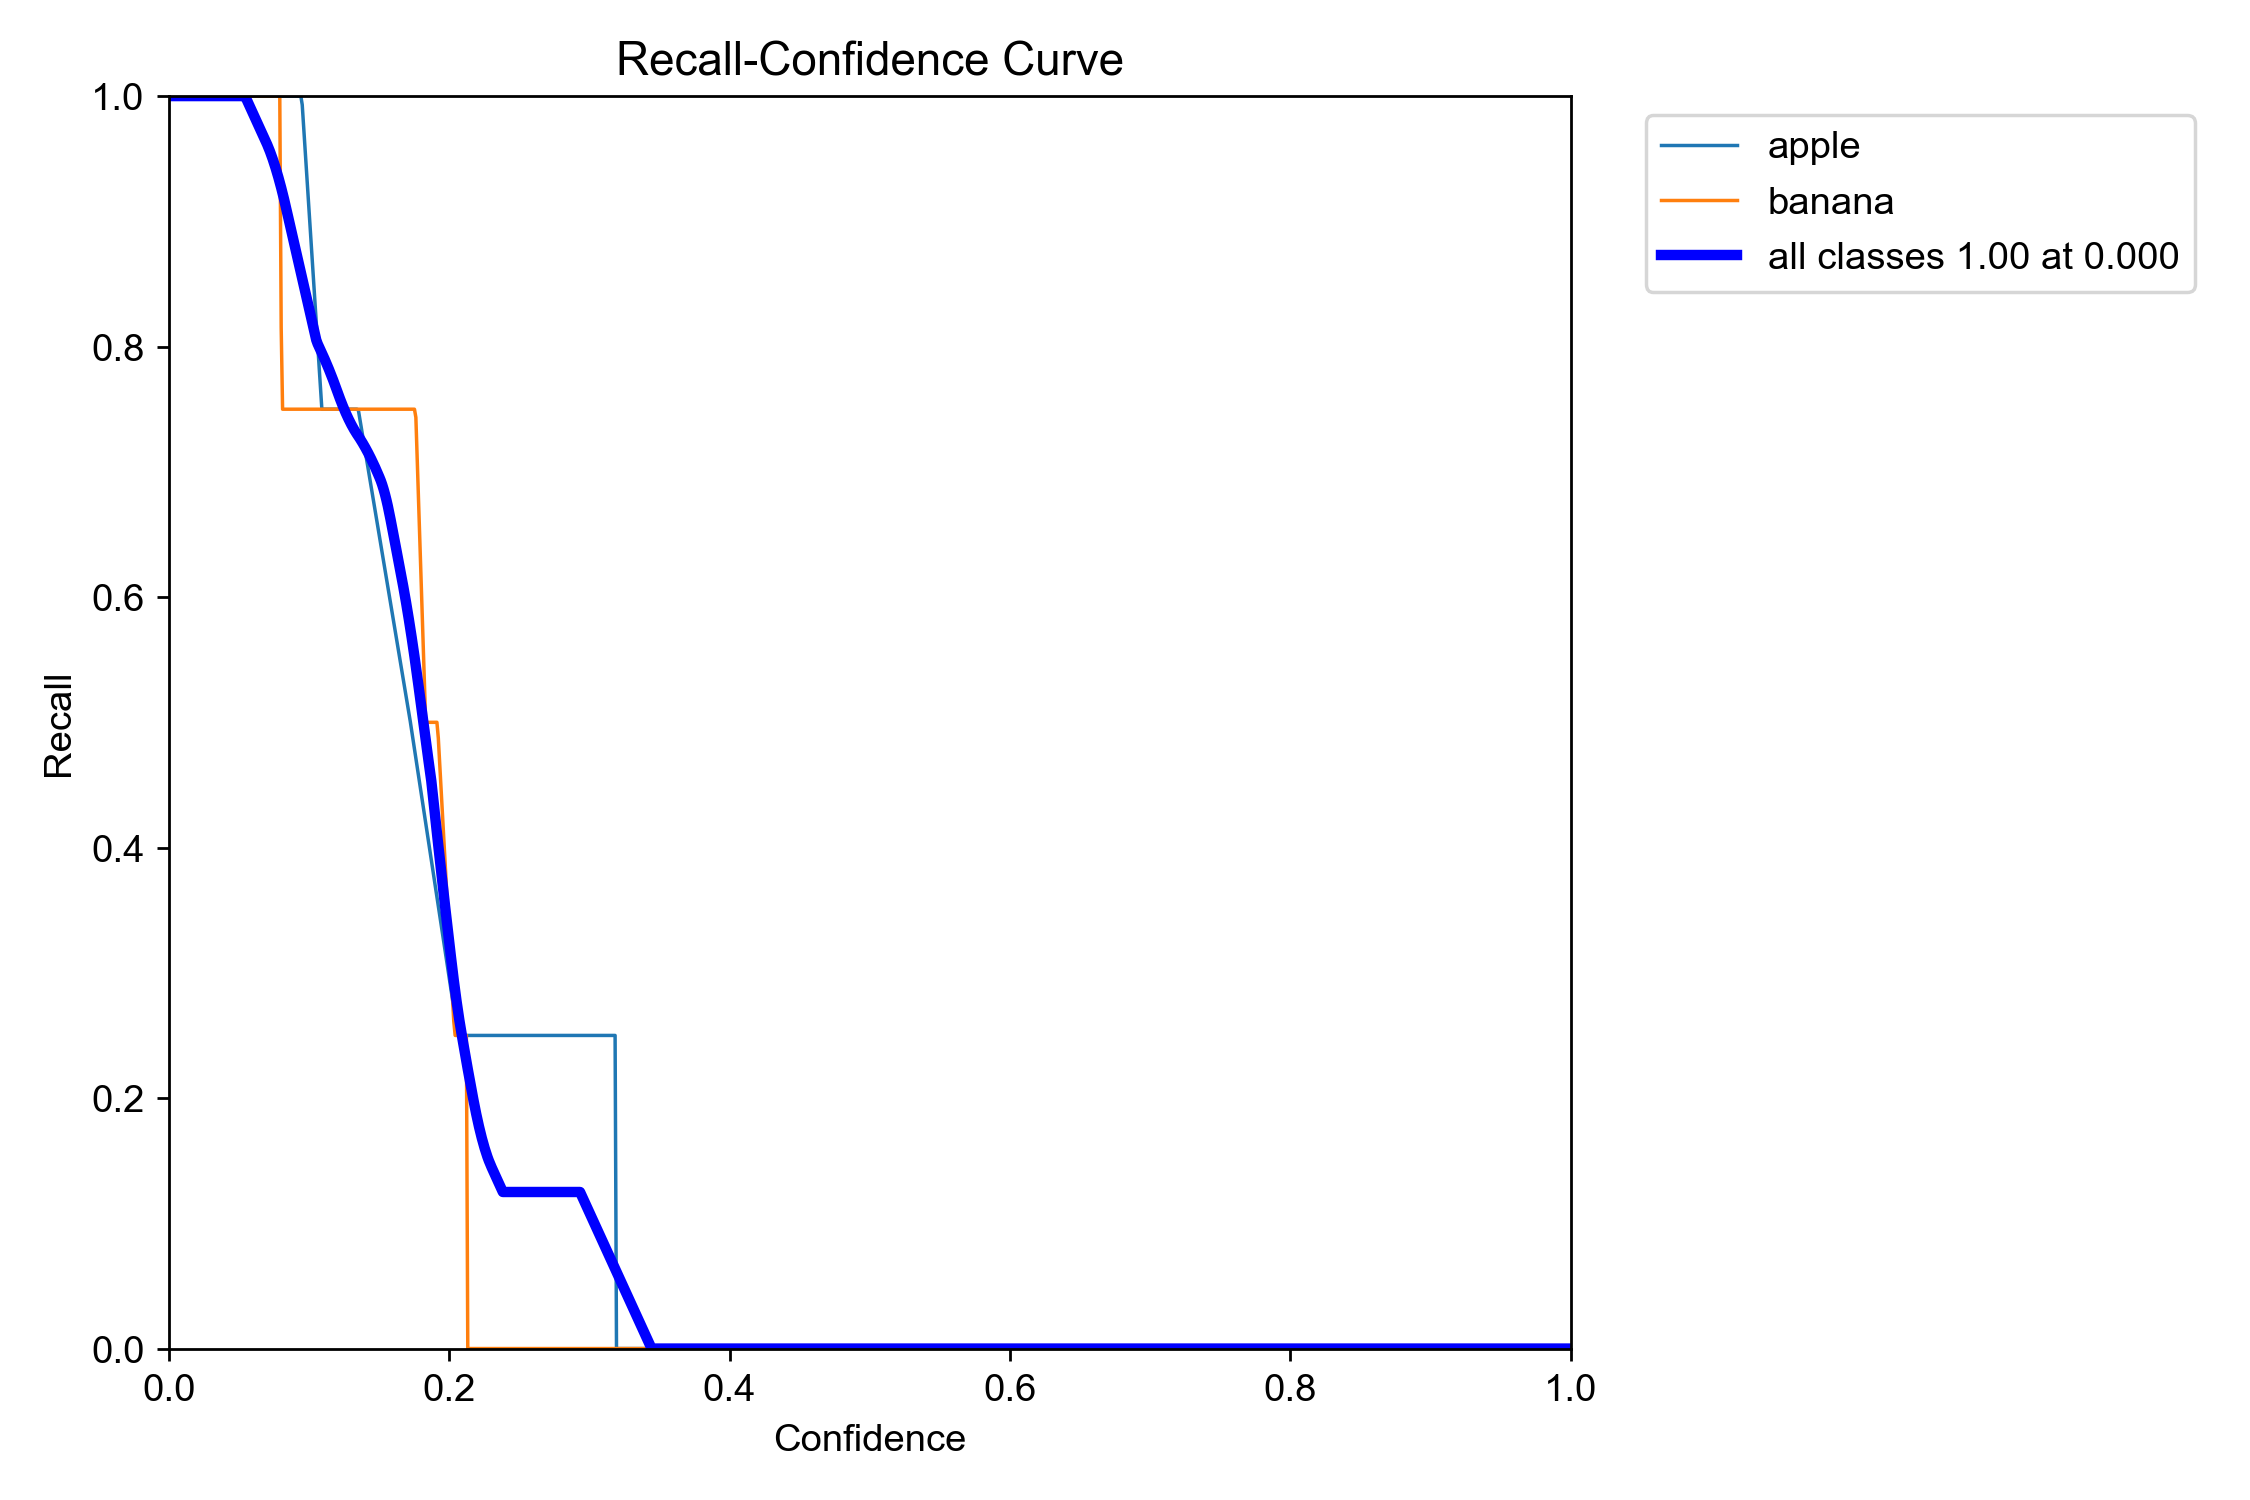 Recall-Confidence Curve
1.0
0.8
0.6
0.4
0.2
0.0
Recall
0.0 0.2 0.4 0.6 0.8 1.0
Confidence
apple
banana
all classes 1.00 at 0.000